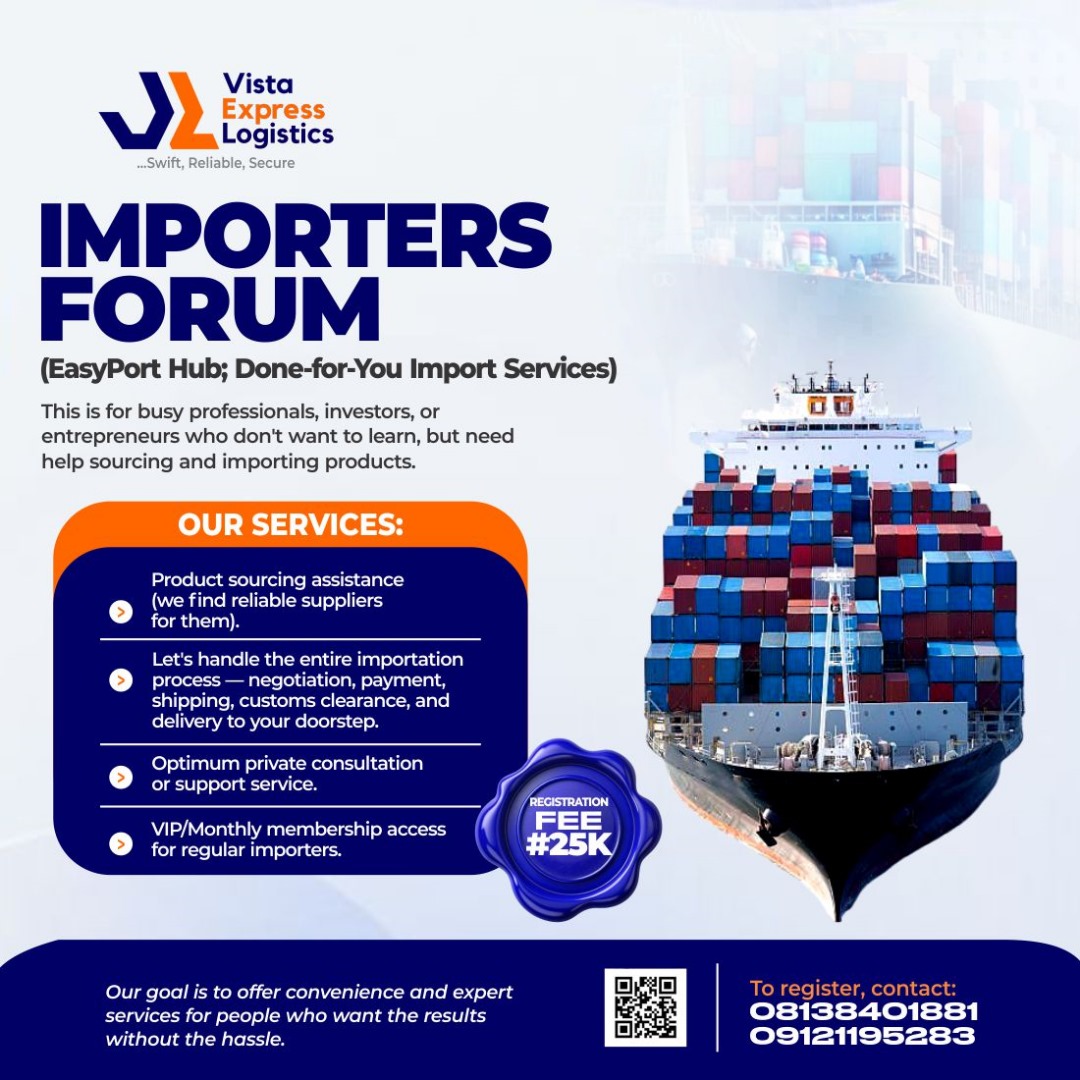 Vista
Express
Logistics
...Swift, Reliable, Secure
IMPORTERS
FORUM
(EasyPort Hub; Done-for-You Import Services)
This is for busy professionals, investors, or
entrepreneurs who don't want to learn, but need
help sourcing and importing products.
OUR SERVICES:
Product sourcing assistance
(we find reliable suppliers
for them).
Let's handle the entire importation
process — negotiation, payment,
shipping, customs clearance, and
delivery to your doorstep.
Optimum private consultation
or support service.
VIP/Monthly membership access
for regular importers.
REGISTRATION
FEE
#25K
Our goal is to offer convenience and expert
services for people who want the results
without the hassle.
To register, contact:
08138401881
09121195283